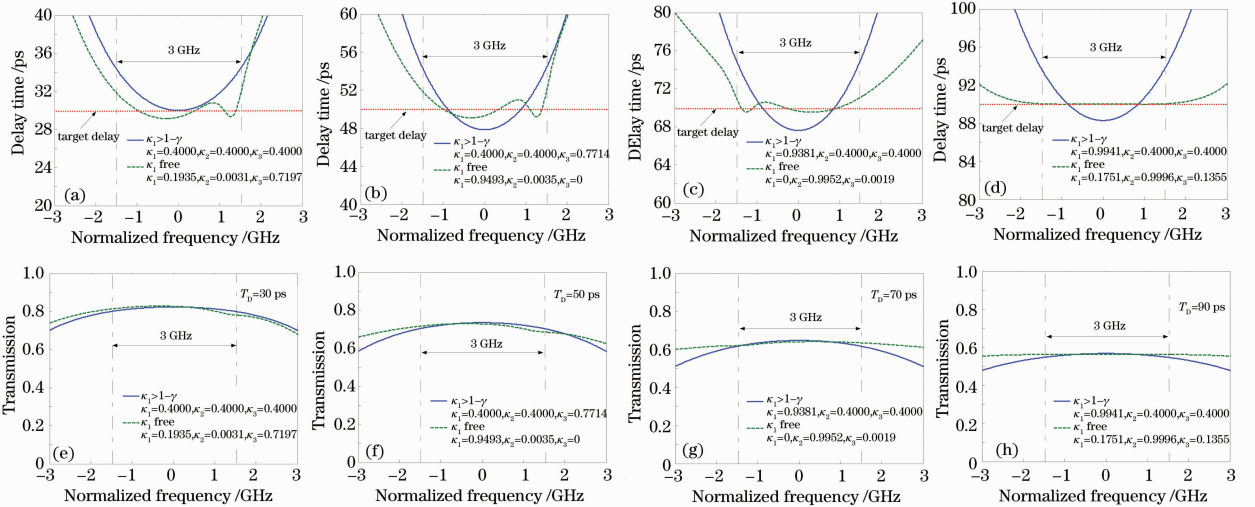 40
36
32
28
24
20
Delay time /ps
3 GHz
target delay
κ1>1−γ
κ1=0.4000,κ2=0.4000,κ3=0.4000
κ1 free
κ1=0.1935,κ2=0.0031,κ3=0.7197
(a)
−3 −2 −1 0 1 2 3
Normalized frequency /GHz
60
56
52
48
44
40
Delay time /ps
3 GHz
target delay
κ1>1−γ
κ1=0.4000,κ2=0.4000,κ3=0.7714
κ1 free
κ1=0.9493,κ2=0.0035,κ3=0
(b)
−3 −2 −1 0 1 2 3
Normalized frequency /GHz
80
76
72
68
64
60
DElay time /ps
3 GHz
target delay
κ1>1−γ
κ1=0.9381,κ2=0.4000,κ3=0.4000
κ1 free
κ1=0,κ2=0.9952,κ3=0.0019
(c)
−3 −2 −1 0 1 2 3
Normalized frequency /GHz
100
96
92
88
84
80
Delay time /ps
3 GHz
target delay
κ1>1−γ
κ1=0.9941,κ2=0.4000,κ3=0.4000
κ1 free
κ1=0.1751,κ2=0.9996,κ3=0.1355
(d)
−3 −2 −1 0 1 2 3
Normalized frequency /GHz
1.0
0.8
0.6
0.4
0.2
0
Transmission
TD=30 ps
3 GHz
κ1>1−γ
κ1=0.4000,κ2=0.4000,κ3=0.4000
κ1 free
κ1=0.1935,κ2=0.0031,κ3=0.7197
(e)
−3 −2 −1 0 1 2 3
Normalized frequency /GHz
1.0
0.8
0.6
0.4
0.2
0
Transmission
TD=50 ps
3 GHz
κ1>1−γ
κ1=0.4000,κ2=0.4000,κ3=0.7714
κ1 free
κ1=0.9493,κ2=0.0035,κ3=0
(f)
−3 −2 −1 0 1 2 3
Normalized frequency /GHz
1.0
0.8
0.6
0.4
0.2
0
Transmission
TD=70 ps
3 GHz
κ1>1−γ
κ1=0.9381,κ2=0.4000,κ3=0.4000
κ1 free
κ1=0,κ2=0.9952,κ3=0.0019
(g)
−3 −2 −1 0 1 2 3
Normalized frequency /GHz
1.0
0.8
0.6
0.4
0.2
0
Transmission
TD=90 ps
3 GHz
κ1>1−γ
κ1=0.9941,κ2=0.4000,κ3=0.4000
κ1 free
κ1=0.1751,κ2=0.9996,κ3=0.1355
(h)
−3 −2 −1 0 1 2 3
Normalized frequency /GHz